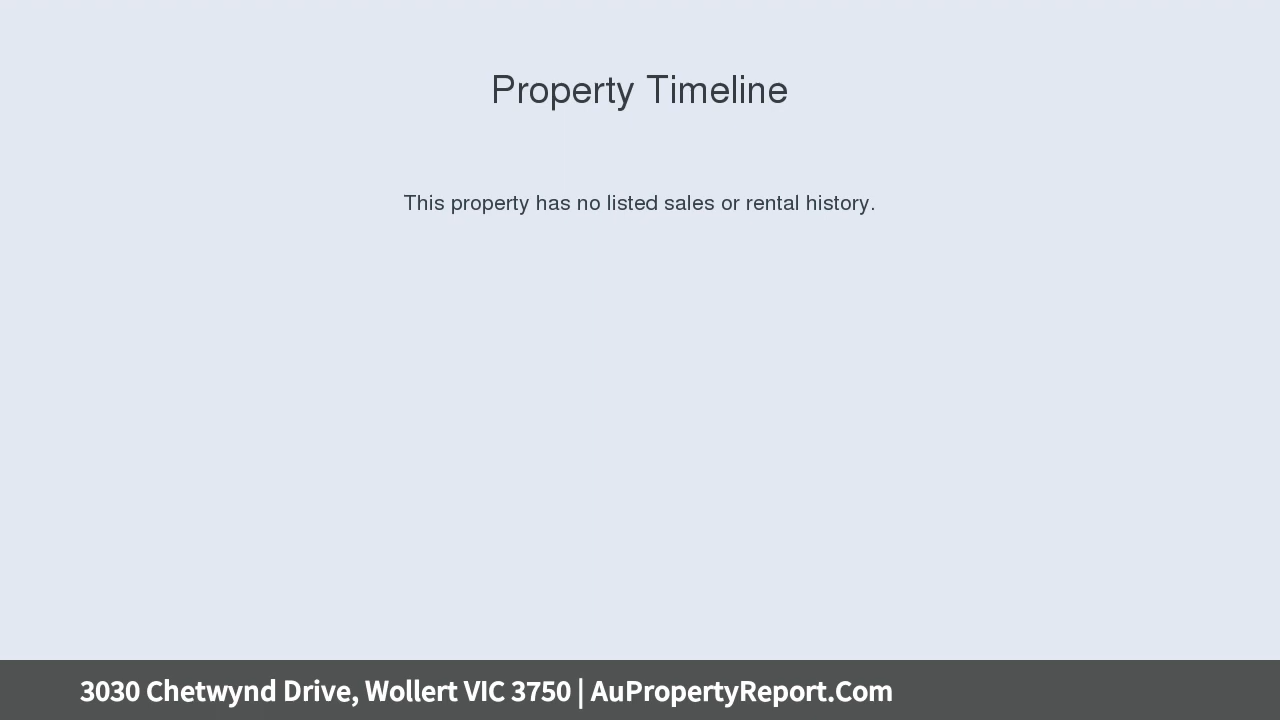 Property Timeline
This property has no listed sales or rental history.
3030 Chetwynd Drive, Wollert VIC 3750 | AuPropertyReport.Com